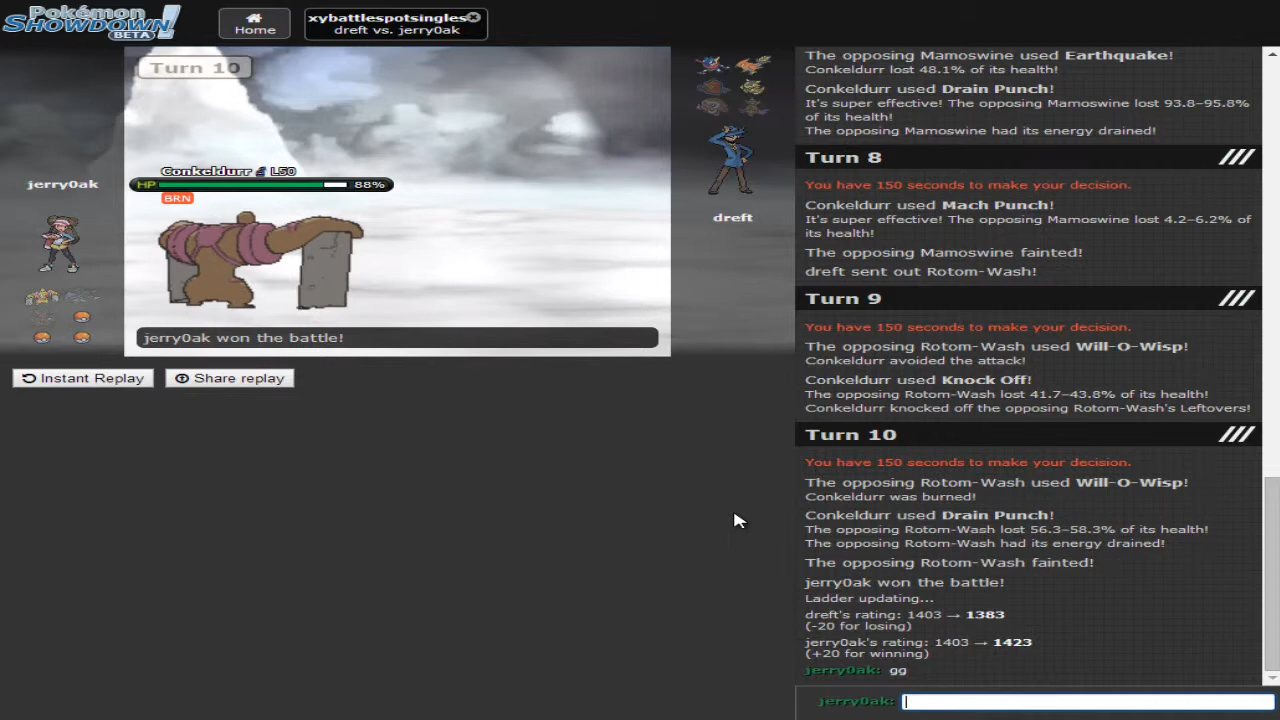 Pokémon
SHOWDOWN!
BETA
Home
xybattlespotsingles
dreft vs. jerry0ak
Turn 10
jerry0ak
Conkeldurr L50
HP 88%
BRN
jerry0ak won the battle!
dreft
Instant Replay
Share replay
The opposing Mamoswine used Earthquake!
Conkeldurr lost 48.1% of its health!
Conkeldurr used Drain Punch!
It's super effective! The opposing Mamoswine lost 93.8–95.8%
of its health!
The opposing Mamoswine had its energy drained!
Turn 8
You have 150 seconds to make your decision.
Conkeldurr used Mach Punch!
It's super effective! The opposing Mamoswine lost 4.2–6.2% of
its health!
The opposing Mamoswine fainted!
dreft sent out Rotom-Wash!
Turn 9
You have 150 seconds to make your decision.
The opposing Rotom-Wash used Will-O-Wisp!
Conkeldurr avoided the attack!
Conkeldurr used Knock Off!
The opposing Rotom-Wash lost 41.7–43.8% of its health!
Conkeldurr knocked off the opposing Rotom-Wash's Leftovers!
Turn 10
You have 150 seconds to make your decision.
The opposing Rotom-Wash used Will-O-Wisp!
Conkeldurr was burned!
Conkeldurr used Drain Punch!
The opposing Rotom-Wash lost 56.3–58.3% of its health!
The opposing Rotom-Wash had its energy drained!
The opposing Rotom-Wash fainted!
jerry0ak won the battle!
Ladder updating...
dreft's rating: 1403 → 1383
(-20 for losing)
jerry0ak's rating: 1403 → 1423
(+20 for winning)
jerry0ak: gg
jerry0ak: